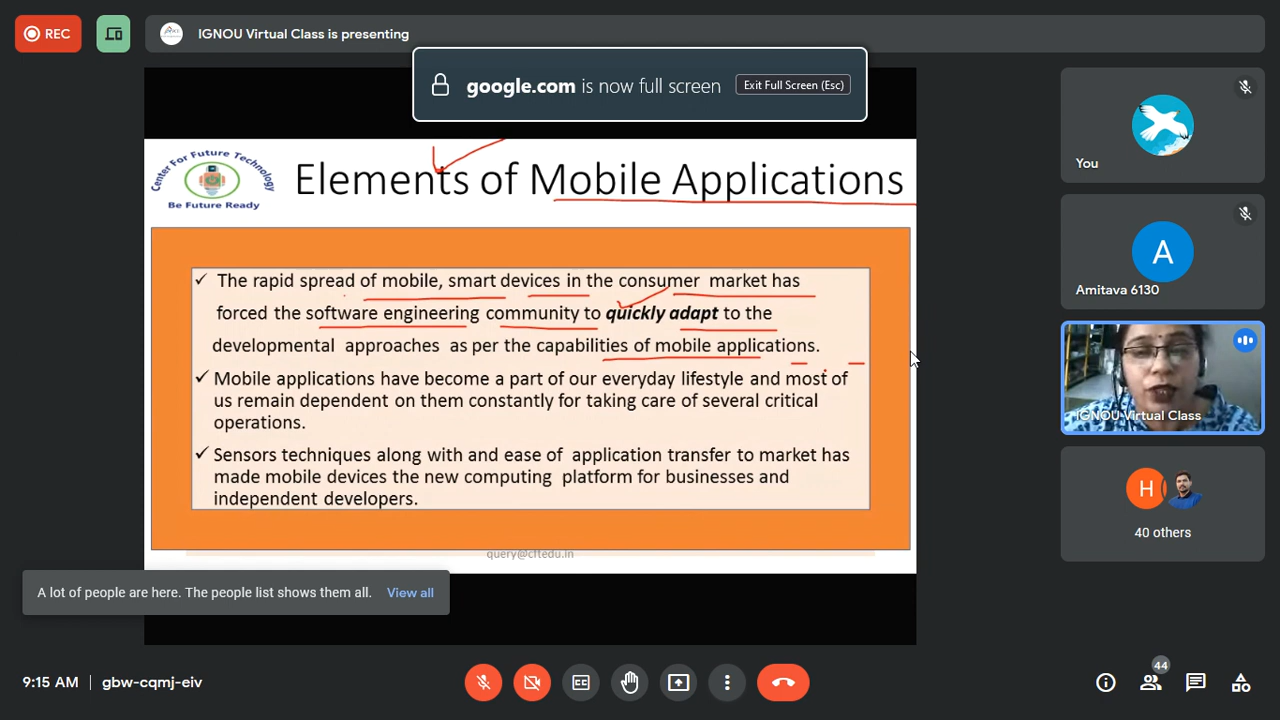 REC
IGNOU Virtual Class is presenting
google.com is now full screen
Exit Full Screen (Esc)
Center For Future Technology
Be Future Ready
Elements of Mobile Applications
✓ The rapid spread of mobile, smart devices in the consumer market has
forced the software engineering community to quickly adapt to the
developmental approaches as per the capabilities of mobile applications.
✓ Mobile applications have become a part of our everyday lifestyle and most of
us remain dependent on them constantly for taking care of several critical
operations.
✓ Sensors techniques along with and ease of application transfer to market has
made mobile devices the new computing platform for businesses and
independent developers.
query@cftedu.in
You
A
Amitava 6130
IGNOU Virtual Class
H
40 others
A lot of people are here. The people list shows them all.
View all
9:15 AM | gbw-cqmj-eiv
CC
44